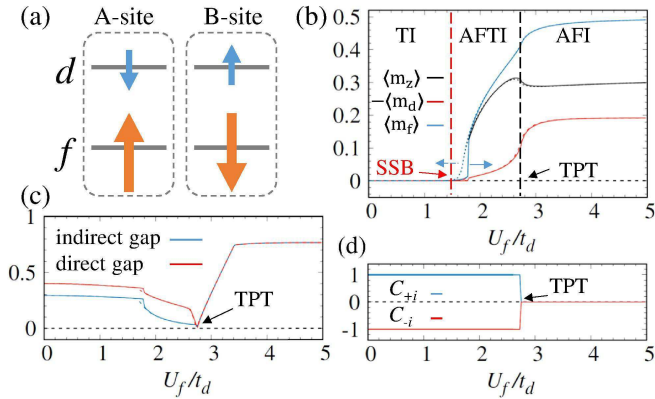 (a)
A-site B-site
d
f
(b)
0.5
0.4
0.3
0.2
0.1
0
TI AFTI AFI
⟨m_z⟩
−⟨m_d⟩
⟨m_f⟩
SSB
TPT
0 1 2 3 4 5
U_f/t_d
(c)
1
0.5
0
indirect gap
direct gap
TPT
0 1 2 3 4 5
U_f/t_d
(d)
1
0
-1
C_{+i}
C_{-i}
TPT
0 1 2 3 4 5
U_f/t_d